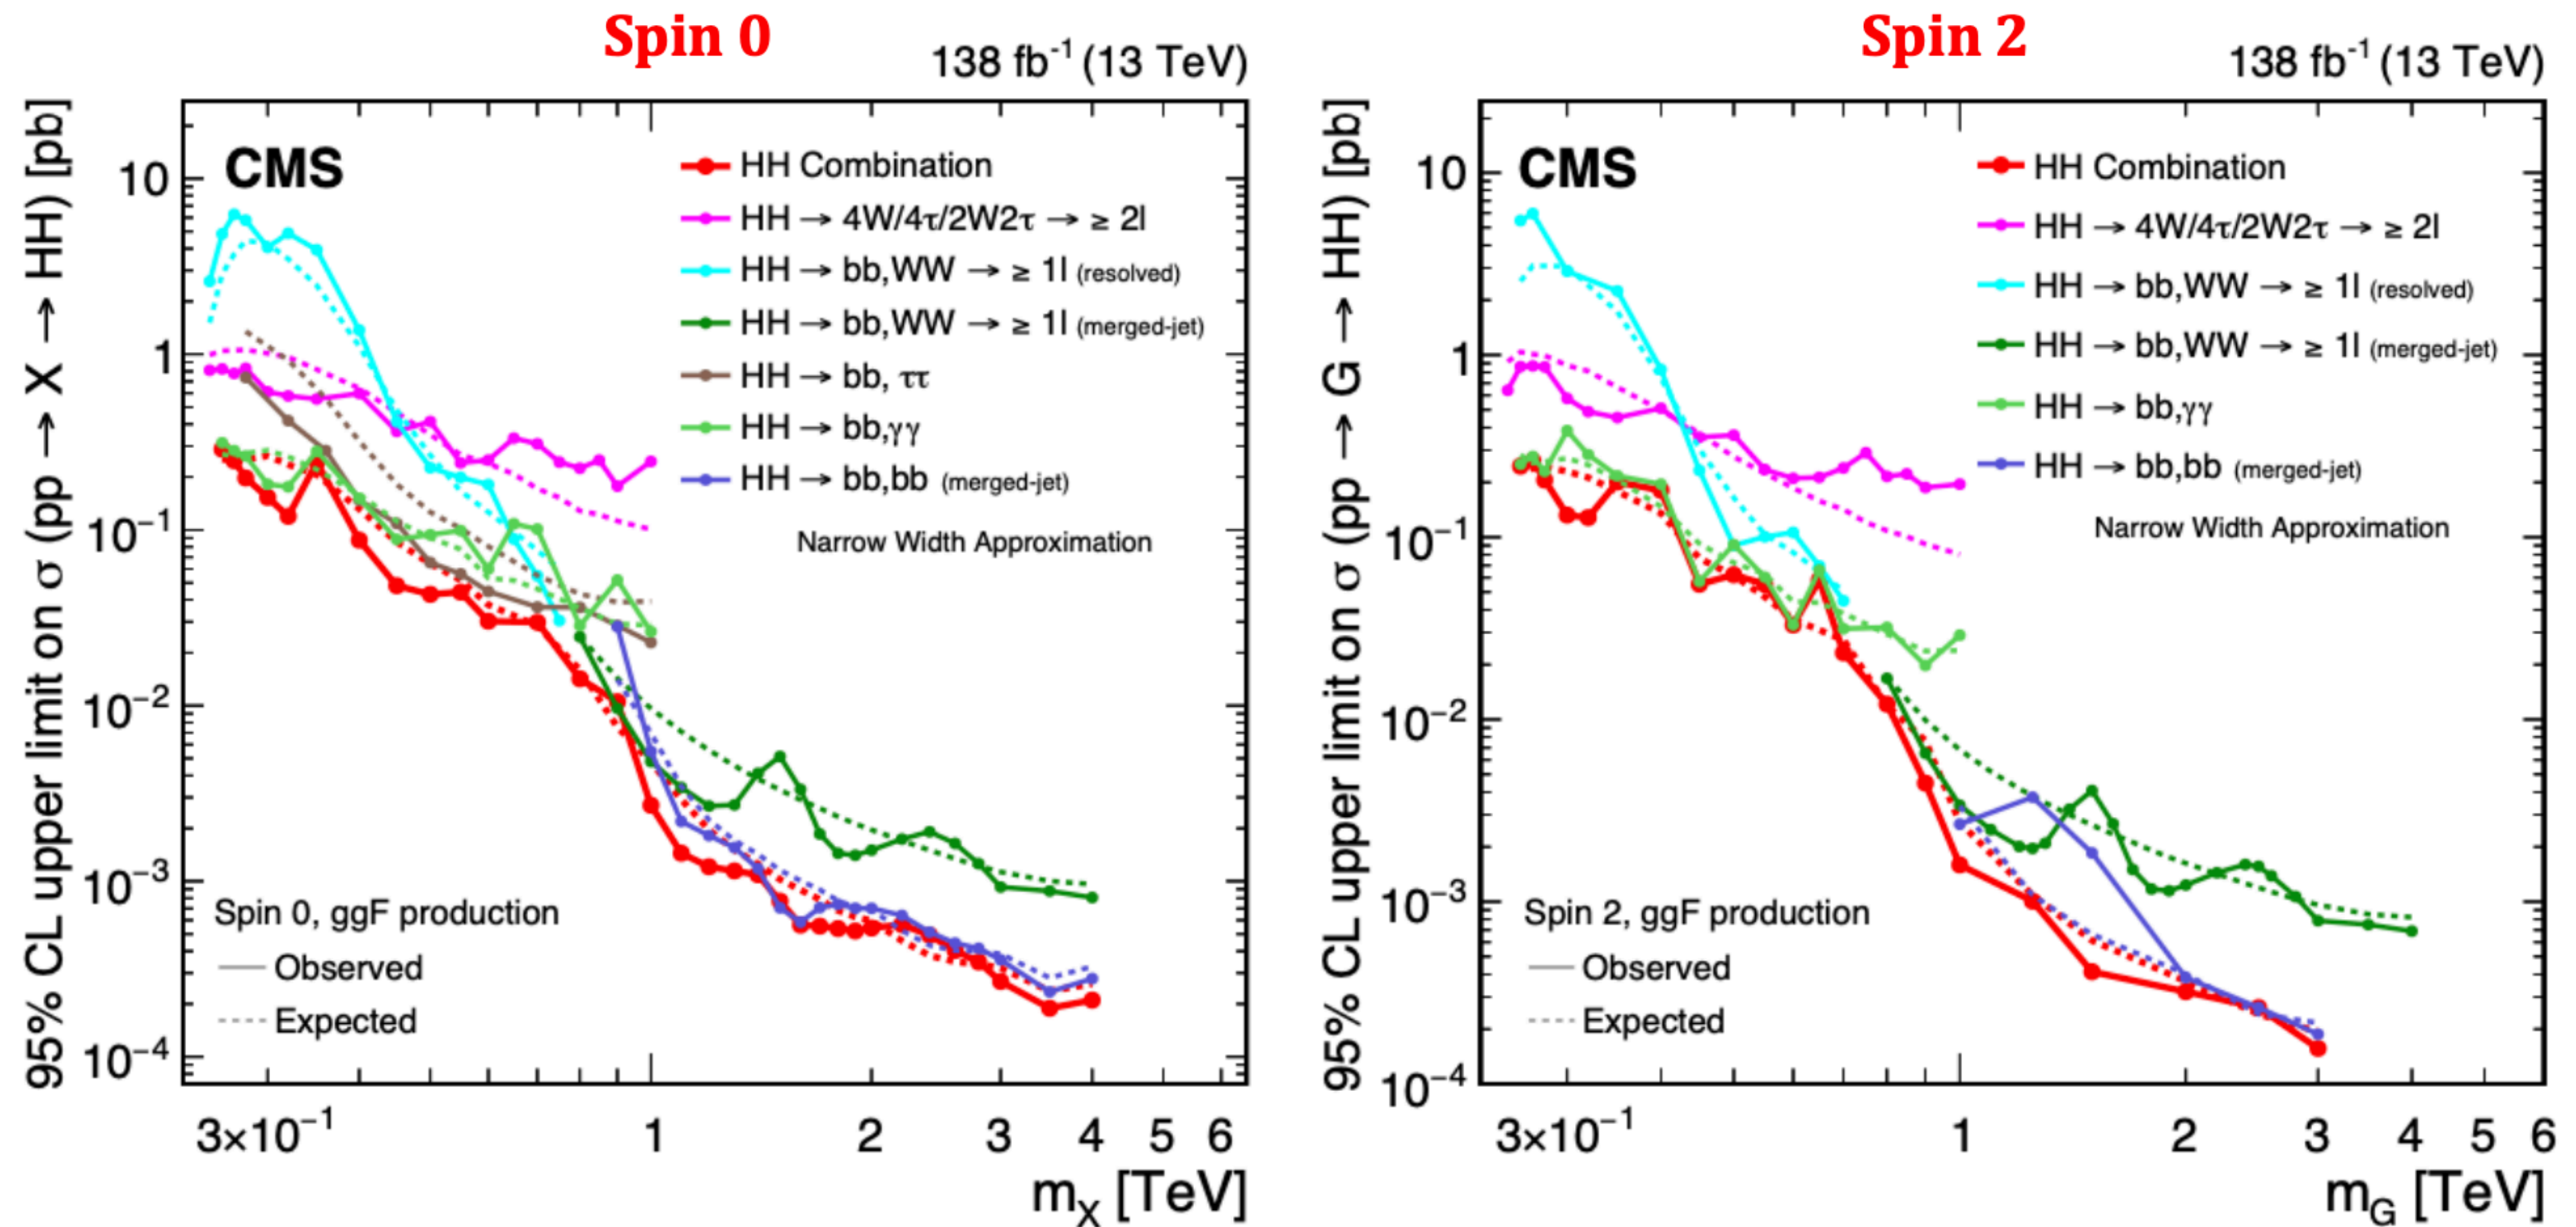 Spin 0
138 fb⁻¹ (13 TeV)
95% CL upper limit on σ (pp → X → HH) [pb]
CMS
HH Combination
HH → 4W/4τ/2W2τ → ≥ 2l
HH → bb,WW → ≥ 1l (resolved)
HH → bb,WW → ≥ 1l (merged-jet)
HH → bb, ττ
HH → bb,γγ
HH → bb,bb (merged-jet)
Narrow Width Approximation
Spin 0, ggF production
Observed
Expected
10
1
10⁻¹
10⁻²
10⁻³
10⁻⁴
3×10⁻¹ 1 2 3 4 5 6
mX [TeV]
Spin 2
138 fb⁻¹ (13 TeV)
95% CL upper limit on σ (pp → G → HH) [pb]
CMS
HH Combination
HH → 4W/4τ/2W2τ → ≥ 2l
HH → bb,WW → ≥ 1l (resolved)
HH → bb,WW → ≥ 1l (merged-jet)
HH → bb,γγ
HH → bb,bb (merged-jet)
Narrow Width Approximation
Spin 2, ggF production
Observed
Expected
10
1
10⁻¹
10⁻²
10⁻³
10⁻⁴
3×10⁻¹ 1 2 3 4 5 6
mG [TeV]